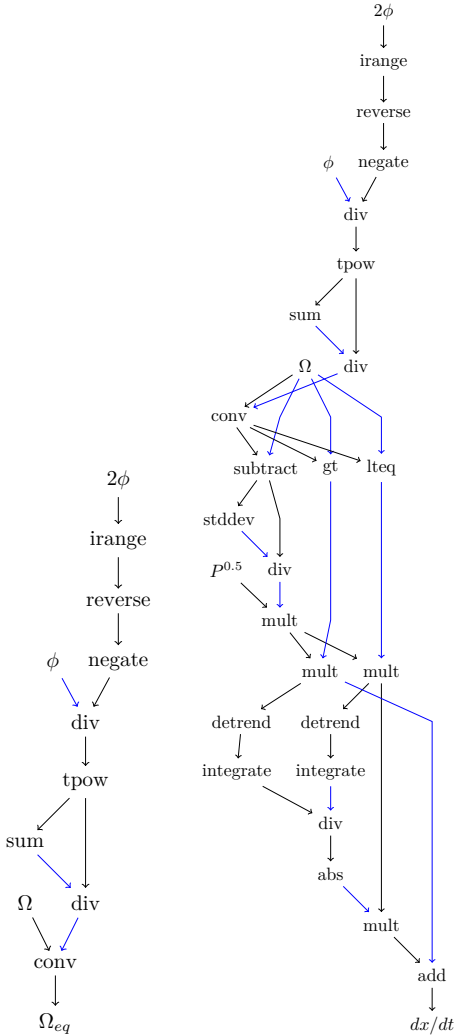 2ϕ
irange
reverse
ϕ negate
div
tpow
sum
Ω div
conv
subtract gt lteq
stddev
P^{0.5} div
mult
mult mult
detrend detrend
integrate integrate
div
abs
mult
add
dx/dt
2ϕ
irange
reverse
ϕ negate
div
tpow
sum
Ω div
conv
Ω_{eq}